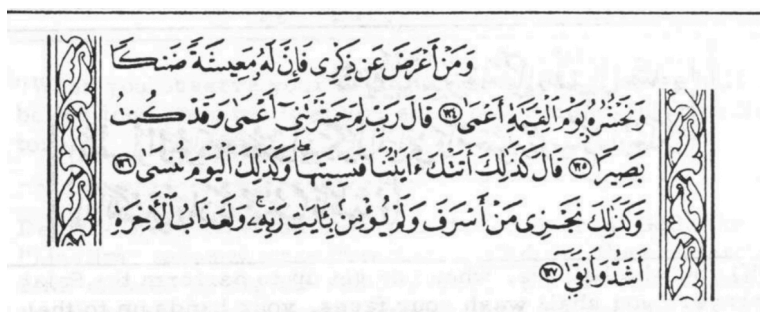 وَمَنْ أَعْرَضَ عَن ذِكْرِى فَإِنَّ لَهُۥ مَعِيشَةً ضَنكًا
وَنَحْشُرُهُۥ يَوْمَ ٱلْقِيَٰمَةِ أَعْمَىٰ ﴿١٢٤﴾ قَالَ رَبِّ لِمَ حَشَرْتَنِىٓ أَعْمَىٰ وَقَدْ كُنتُ
بَصِيرًا ﴿١٢٥﴾ قَالَ كَذَٰلِكَ أَتَتْكَ ءَايَٰتُنَا فَنَسِيتَهَا ۖ وَكَذَٰلِكَ ٱلْيَوْمَ تُنسَىٰ ﴿١٢٦﴾
وَكَذَٰلِكَ نَجْزِى مَنْ أَسْرَفَ وَلَمْ يُؤْمِنۢ بِـَٔايَٰتِ رَبِّهِۦ ۚ وَلَعَذَابُ ٱلْءَاخِرَةِ
أَشَدُّ وَأَبْقَىٰٓ ﴿١٢٧﴾